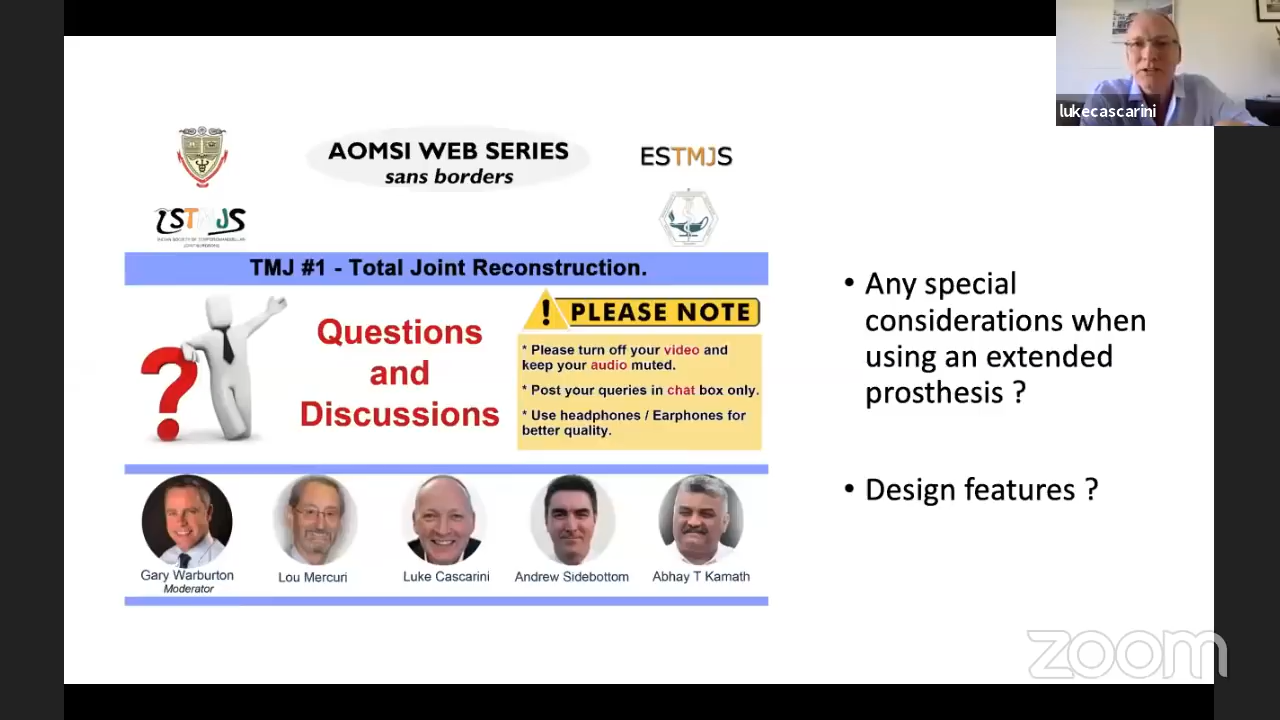 lukecascarini
AOMSI WEB SERIES
sans borders
ESTMJS
ISTMJS
TMJ #1 - Total Joint Reconstruction.
Questions
and
Discussions
! PLEASE NOTE
* Please turn off your video and
keep your audio muted.
* Post your queries in chat box only.
* Use headphones / Earphones for
better quality.
Gary Warburton
Moderator
Lou Mercuri
Luke Cascarini
Andrew Sidebottom
Abhay T Kamath
• Any special
considerations when
using an extended
prosthesis ?
• Design features ?
zoom